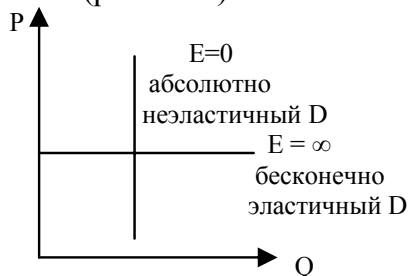 P
E=0
абсолютно
неэластичный D
E = ∞
бесконечно
эластичный D
Q